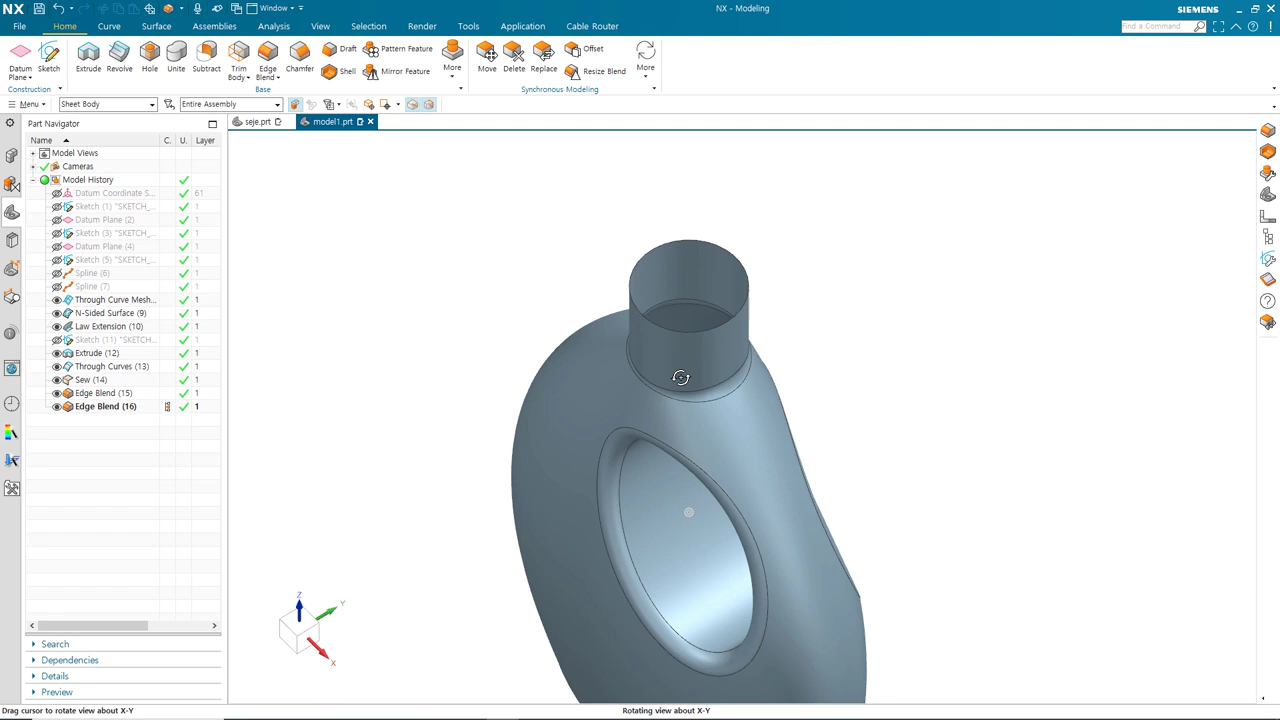 NX
Window
NX - Modeling
SIEMENS
File Home Curve Surface Assemblies Analysis View Selection Render Tools Application Cable Router
Find a Command
Datum Plane Sketch Extrude Revolve Hole Unite Subtract Trim Body Edge Blend Chamfer Draft Shell Pattern Feature Mirror Feature More Move Delete Replace Offset Resize Blend More
Construction Base Synchronous Modeling
Menu Sheet Body Entire Assembly
Part Navigator seje.prt model1.prt
Name C. U. Layer
Model Views
Cameras
Model History
Datum Coordinate S... 61
Sketch (1) "SKETCH_... 1
Datum Plane (2) 1
Sketch (3) "SKETCH_... 1
Datum Plane (4) 1
Sketch (5) "SKETCH_... 1
Spline (6) 1
Spline (7) 1
Through Curve Mesh... 1
N-Sided Surface (9) 1
Law Extension (10) 1
Sketch (11) "SKETCH_... 1
Extrude (12) 1
Through Curves (13) 1
Sew (14) 1
Edge Blend (15) 1
Edge Blend (16) 1
Z
Y
X
Search
Dependencies
Details
Preview
Drag cursor to rotate view about X-Y Rotating view about X-Y